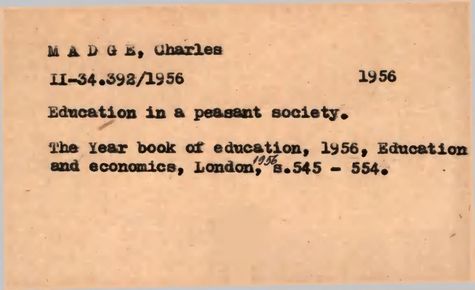 M A D G E, Charles
II-34.392/1956 1956
Education in a peasant society.
The Year book of education, 1956, Education
and economics, London, 1956 s.545 - 554.